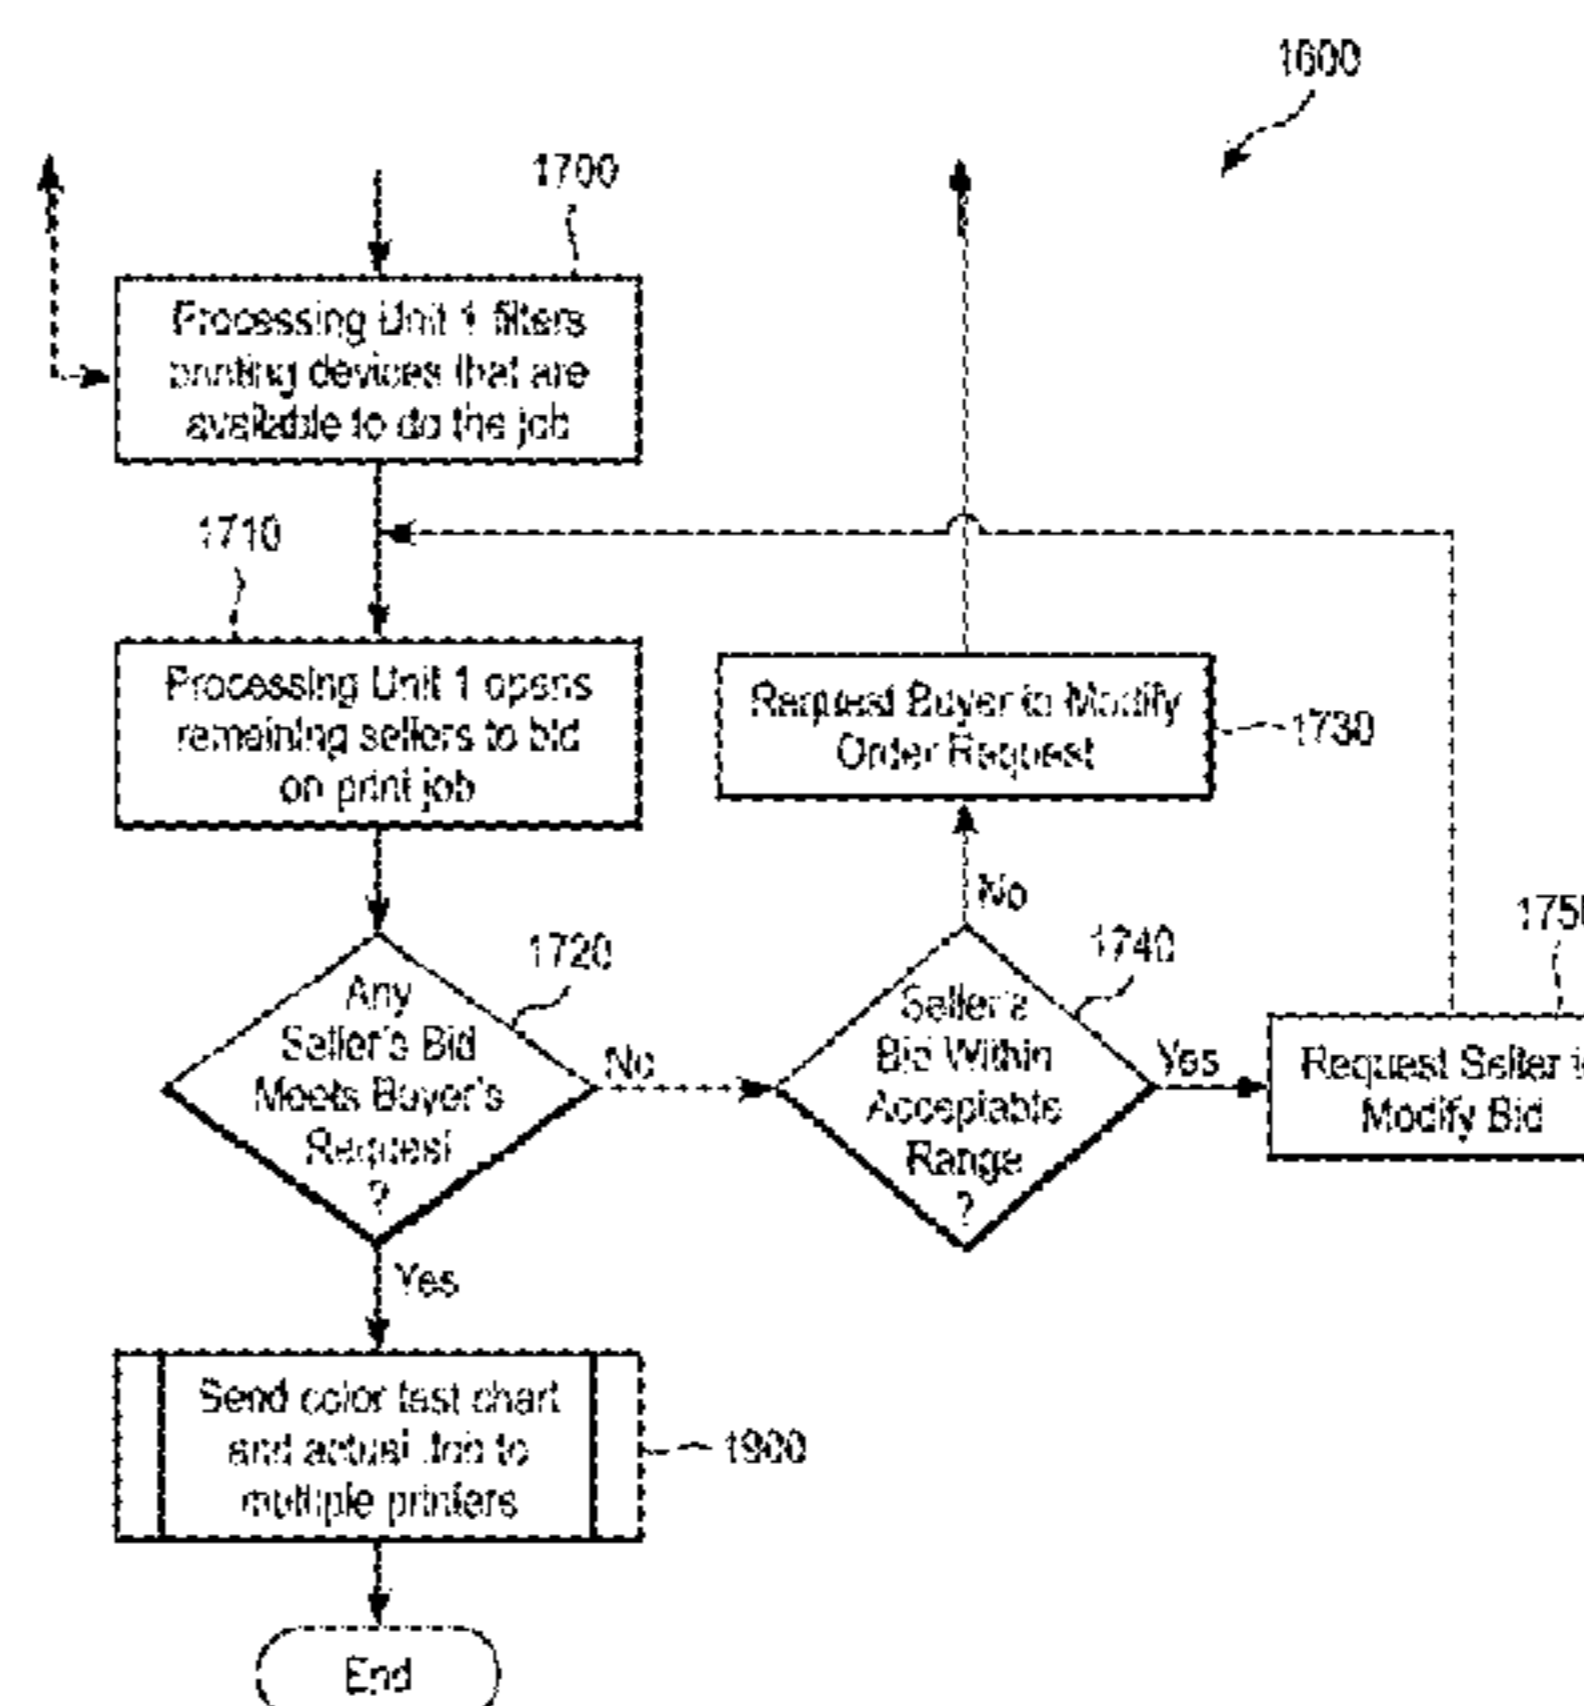 1600
1700
Processing Unit 1 filters
printing devices that are
available to do the job
1710
Processing Unit 1 opens
remaining sellers to bid
on print job
Request Buyer to Modify
Order Request
1730
No
1720
Any
Seller's Bid
Meets Buyer's
Request
?
No
1740
Seller's
Bid Within
Acceptable
Range
?
Yes
Request Seller
Modify Bid
Yes
Send color test chart
and actual Job to
multiple printers
1900
End